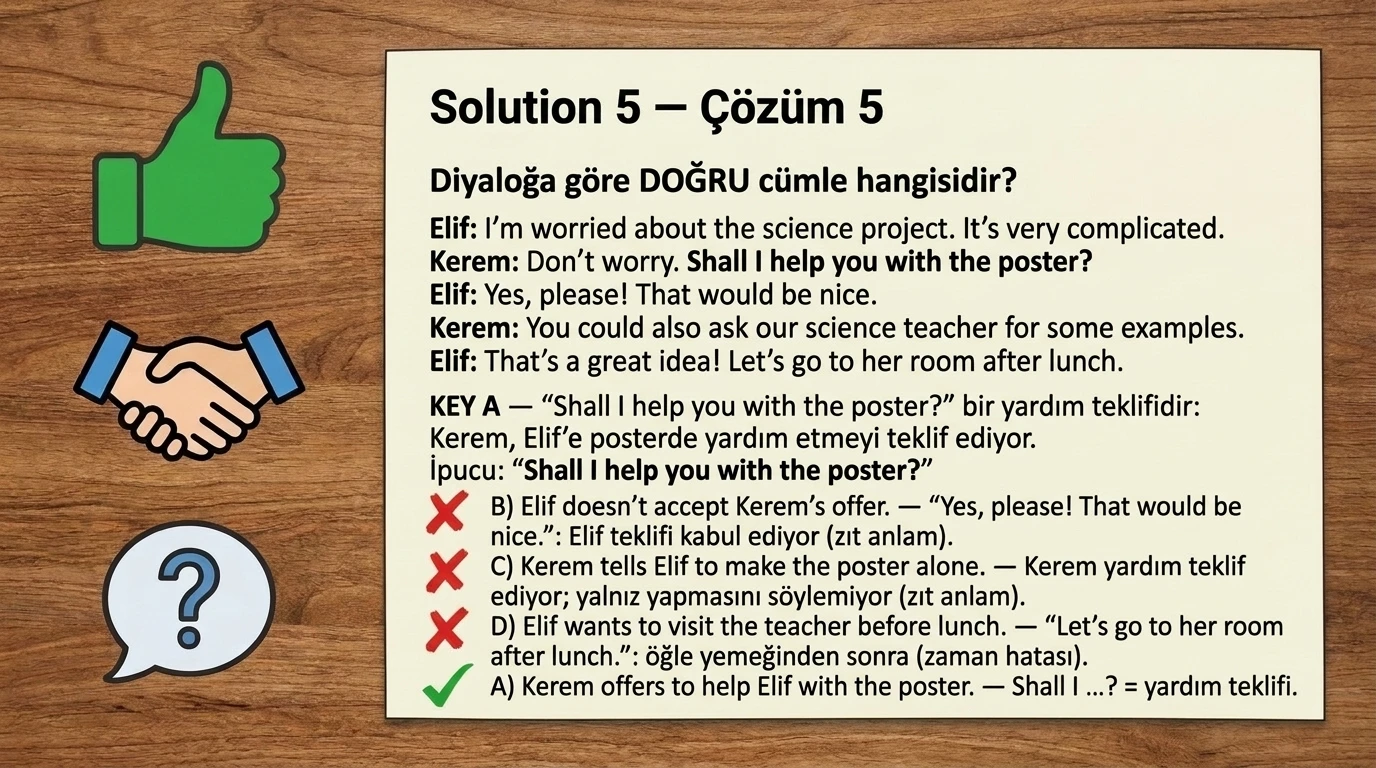 Solution 5 — Çözüm 5
Diyaloğa göre DOĞRU cümle hangisidir?
Elif: I’m worried about the science project. It’s very complicated.
Kerem: Don’t worry. Shall I help you with the poster?
Elif: Yes, please! That would be nice.
Kerem: You could also ask our science teacher for some examples.
Elif: That’s a great idea! Let’s go to her room after lunch.
KEY A — “Shall I help you with the poster?” bir yardım teklifidir:
Kerem, Elif’e posterde yardım etmeyi teklif ediyor.
İpucu: “Shall I help you with the poster?”
B) Elif doesn’t accept Kerem’s offer. — “Yes, please! That would be
nice.”: Elif teklifi kabul ediyor (zıt anlam).
C) Kerem tells Elif to make the poster alone. — Kerem yardım teklif
ediyor; yalnız yapmasını söylemiyor (zıt anlam).
D) Elif wants to visit the teacher before lunch. — “Let’s go to her room
after lunch.”: öğle yemeğinden sonra (zaman hatası).
A) Kerem offers to help Elif with the poster. — Shall I ...? = yardım teklifi.
?